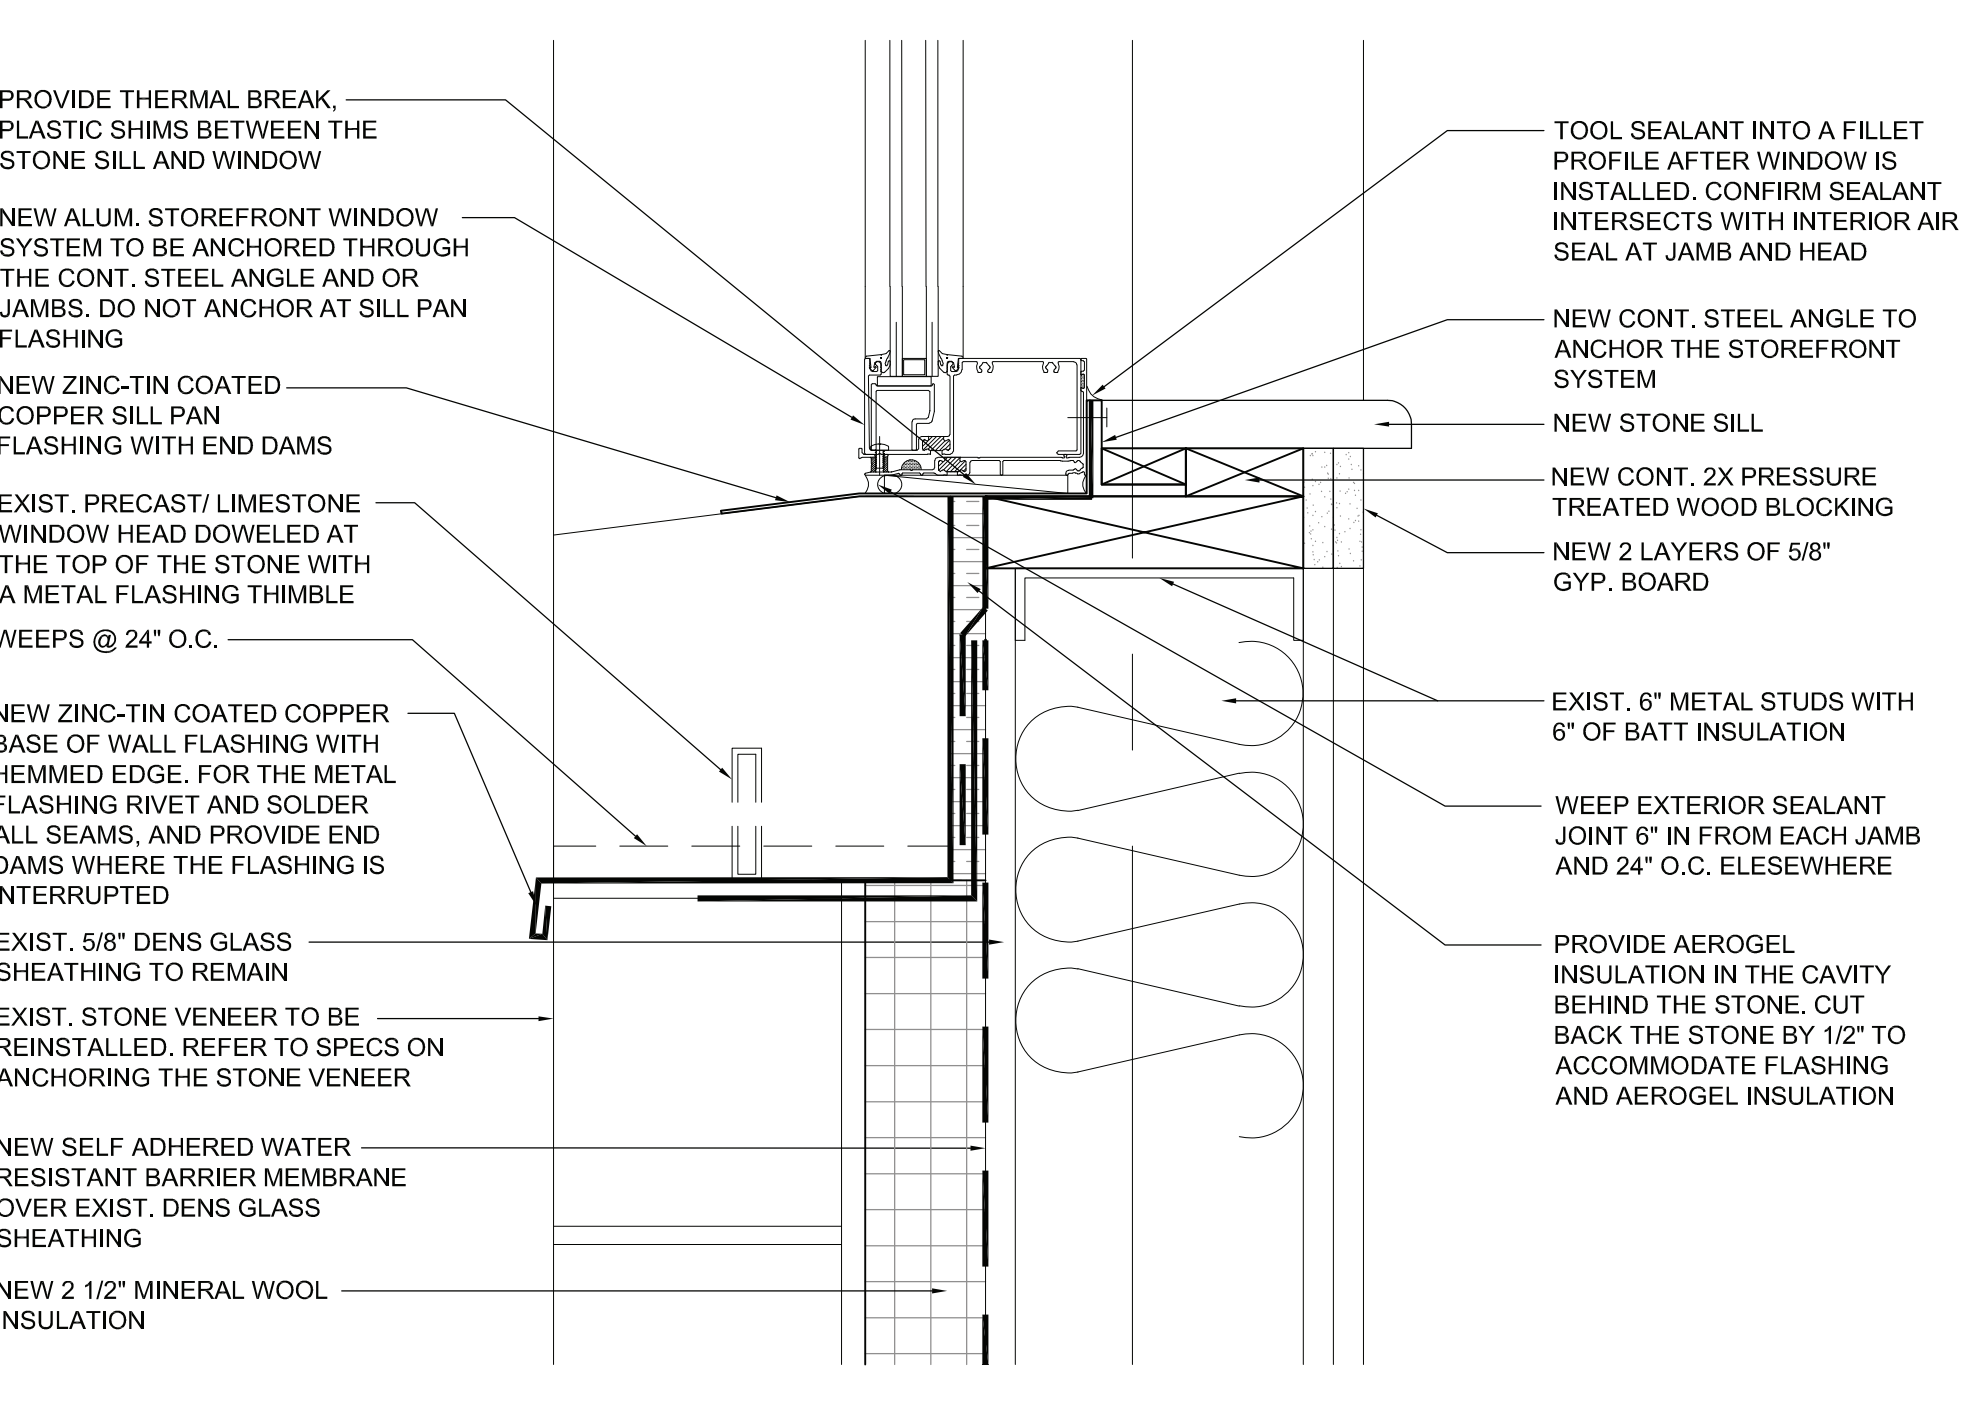 PROVIDE THERMAL BREAK,
PLASTIC SHIMS BETWEEN THE
STONE SILL AND WINDOW
NEW ALUM. STOREFRONT WINDOW
SYSTEM TO BE ANCHORED THROUGH
THE CONT. STEEL ANGLE AND OR
JAMBS. DO NOT ANCHOR AT SILL PAN
FLASHING
NEW ZINC-TIN COATED
COPPER SILL PAN
FLASHING WITH END DAMS
EXIST. PRECAST/ LIMESTONE
WINDOW HEAD DOWELED AT
THE TOP OF THE STONE WITH
A METAL FLASHING THIMBLE
WEEPS @ 24" O.C.
NEW ZINC-TIN COATED COPPER
BASE OF WALL FLASHING WITH
HEMMED EDGE. FOR THE METAL
FLASHING RIVET AND SOLDER
ALL SEAMS, AND PROVIDE END
DAMS WHERE THE FLASHING IS
INTERRUPTED
EXIST. 5/8" DENS GLASS
SHEATHING TO REMAIN
EXIST. STONE VENEER TO BE
REINSTALLED. REFER TO SPECS ON
ANCHORING THE STONE VENEER
NEW SELF ADHERED WATER
RESISTANT BARRIER MEMBRANE
OVER EXIST. DENS GLASS
SHEATHING
NEW 2 1/2" MINERAL WOOL
INSULATION
TOOL SEALANT INTO A FILLET
PROFILE AFTER WINDOW IS
INSTALLED. CONFIRM SEALANT
INTERSECTS WITH INTERIOR AIR
SEAL AT JAMB AND HEAD
NEW CONT. STEEL ANGLE TO
ANCHOR THE STOREFRONT
SYSTEM
NEW STONE SILL
NEW CONT. 2X PRESSURE
TREATED WOOD BLOCKING
NEW 2 LAYERS OF 5/8"
GYP. BOARD
EXIST. 6" METAL STUDS WITH
6" OF BATT INSULATION
WEEP EXTERIOR SEALANT
JOINT 6" IN FROM EACH JAMB
AND 24" O.C. ELESEWHERE
PROVIDE AEROGEL
INSULATION IN THE CAVITY
BEHIND THE STONE. CUT
BACK THE STONE BY 1/2" TO
ACCOMMODATE FLASHING
AND AEROGEL INSULATION